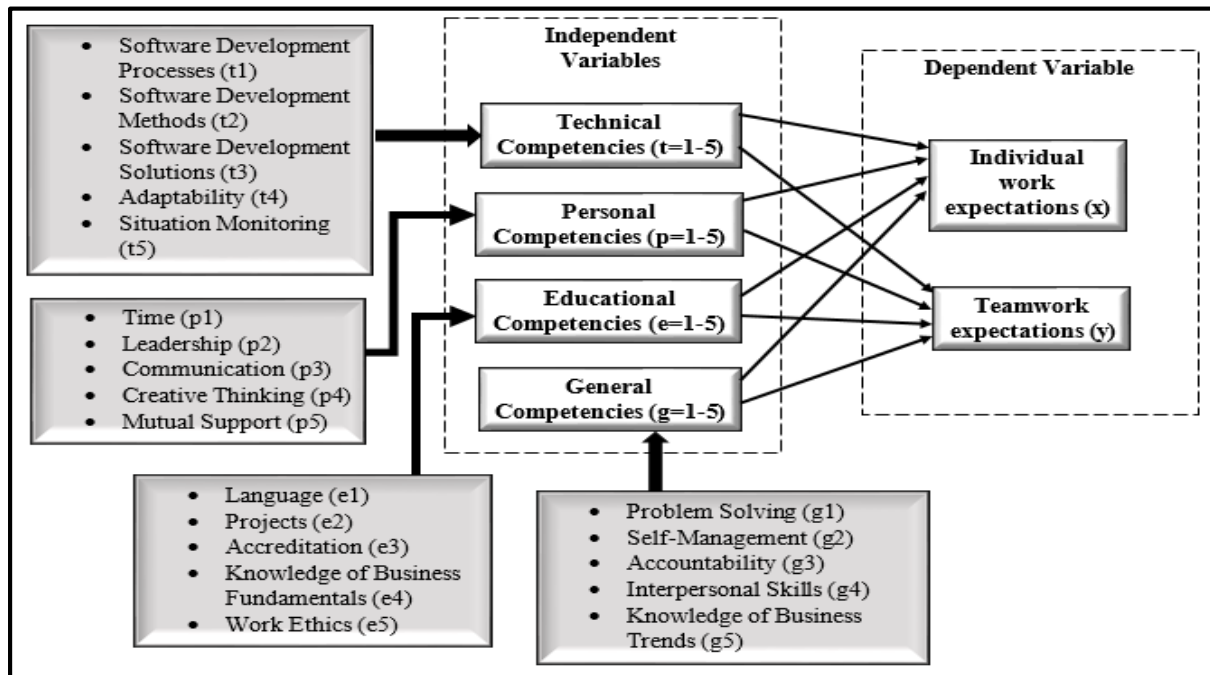 • Software Development
Processes (t1)
• Software Development
Methods (t2)
• Software Development
Solutions (t3)
• Adaptability (t4)
• Situation Monitoring
(t5)
• Time (p1)
• Leadership (p2)
• Communication (p3)
• Creative Thinking (p4)
• Mutual Support (p5)
• Language (e1)
• Projects (e2)
• Accreditation (e3)
• Knowledge of Business
Fundamentals (e4)
• Work Ethics (e5)
Independent
Variables
Technical
Competencies (t=1-5)
Personal
Competencies (p=1-5)
Educational
Competencies (e=1-5)
General
Competencies (g=1-5)
• Problem Solving (g1)
• Self-Management (g2)
• Accountability (g3)
• Interpersonal Skills (g4)
• Knowledge of Business
Trends (g5)
Dependent Variable
Individual
work
expectations (x)
Teamwork
expectations (y)